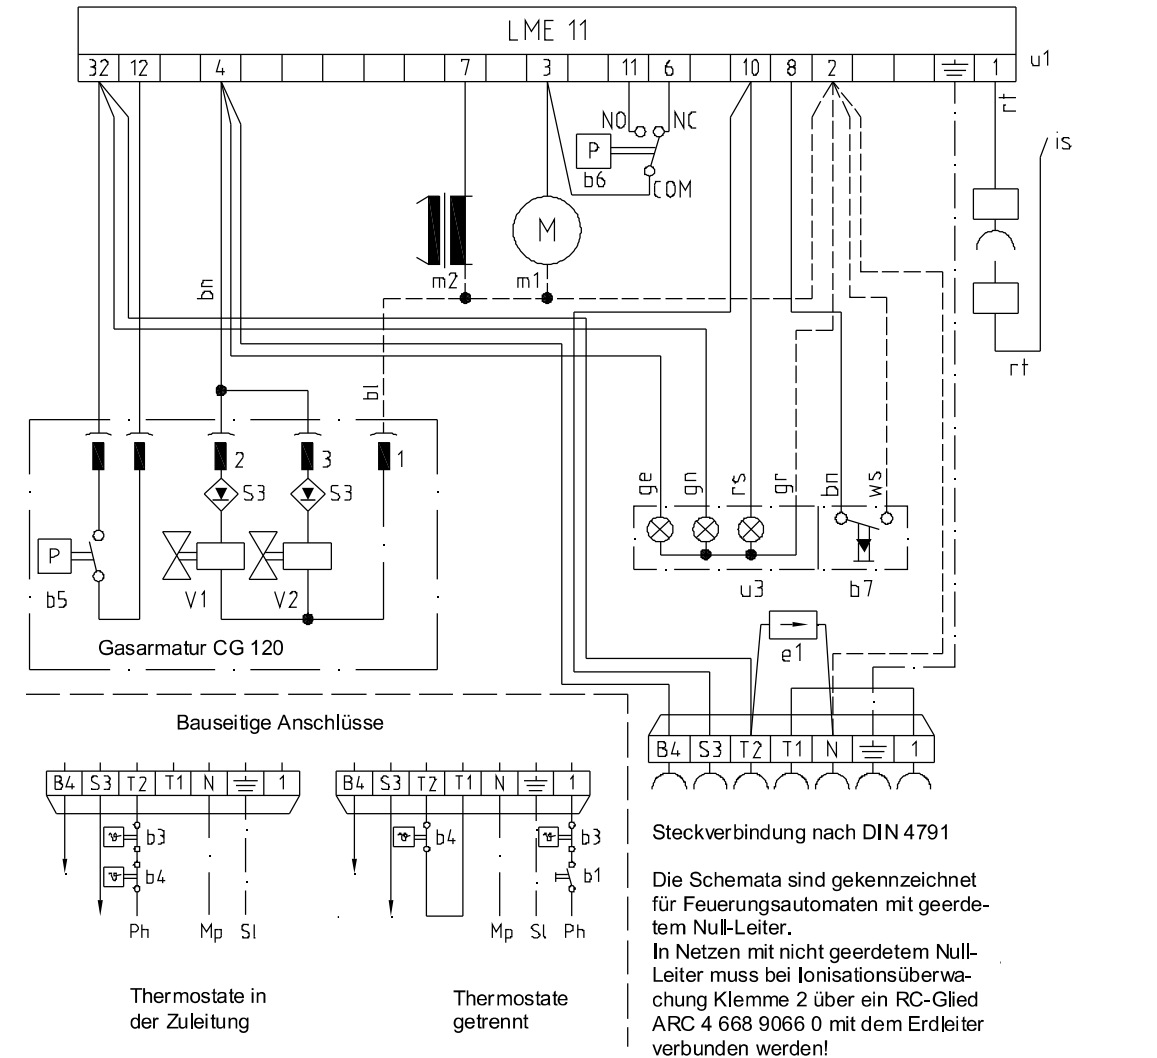 LME 11
32 12 4 7 3 11 6 10 8 2 1 u1
rt
is
NO NC
P
b6
COM
M
m2 m1
bn
rt
bl
2 3 1
S3 S3
ge gn rs gr bn ws
P
b5 V1 V2
u3 b7
Gasarmatur CG 120
e1
Bauseitige Anschlüsse
B4 S3 T2 T1 N 1
B4 S3 T2 T1 N 1
b3
b4
Ph Mp Sl
B4 S3 T2 T1 N 1
b4 b3
b1
Mp Sl Ph
Thermostate in
der Zuleitung
Thermostate
getrennt
Steckverbindung nach DIN 4791
Die Schemata sind gekennzeichnet
für Feuerungsautomaten mit geerde-
tem Null-Leiter.
In Netzen mit nicht geerdetem Null-
Leiter muss bei Ionisationsüberwa-
chung Klemme 2 über ein RC-Glied
ARC 4 668 9066 0 mit dem Erdleiter
verbunden werden!